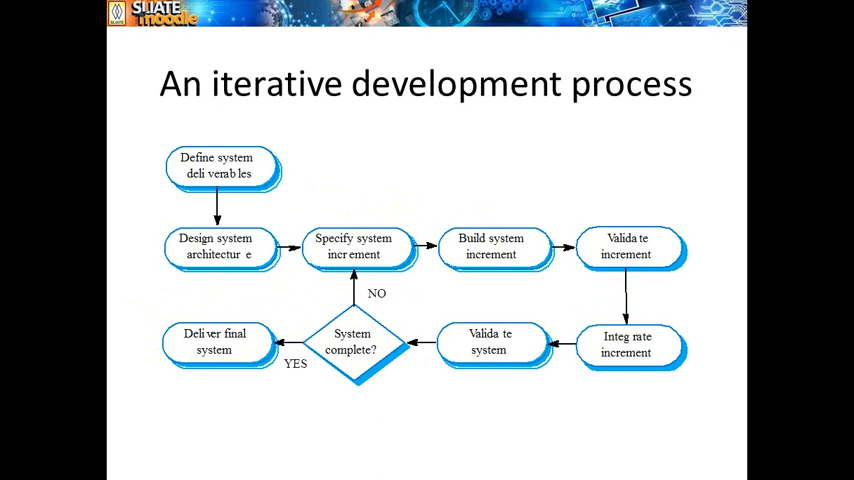 SLIATE
moodle
SLIATE
An iterative development process
Define system
deli verab les
Design system
architectur e
Specify system
incr ement
Build system
increment
Valida te
increment
NO
Deli ver final
system
System
complete?
Valida te
system
Integ rate
increment
YES